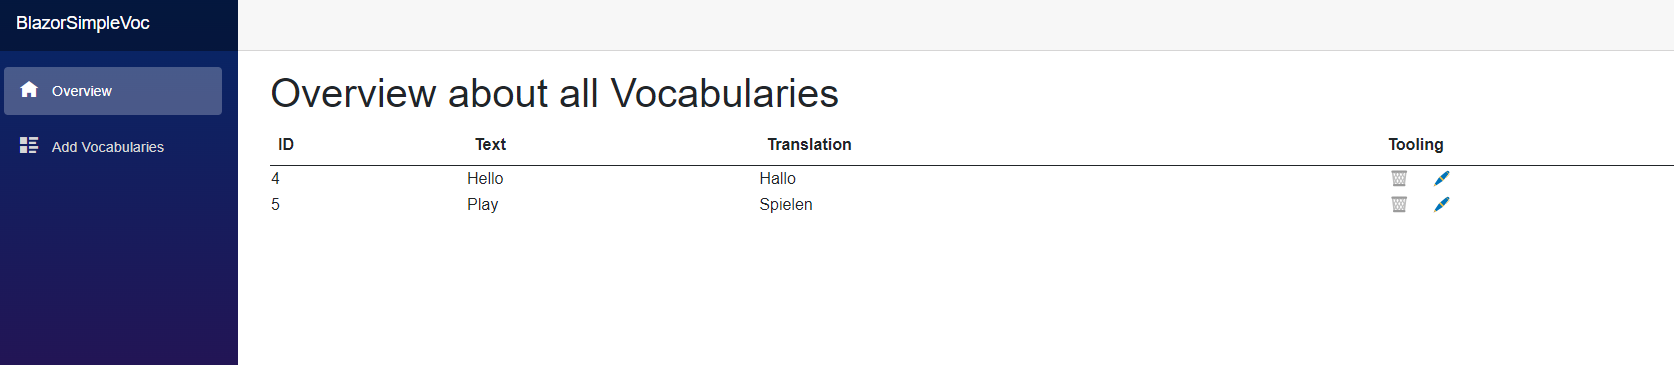 BlazorSimpleVoc
Overview
Add Vocabularies
Overview about all Vocabularies
ID Text Translation Tooling
4 Hello Hallo
5 Play Spielen